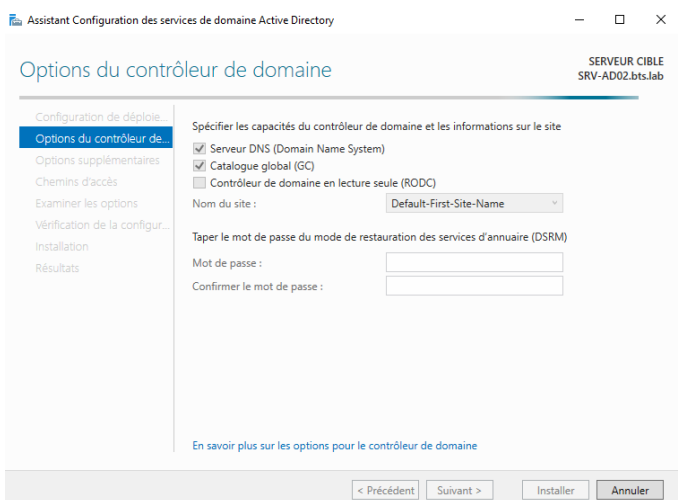 Assistant Configuration des services de domaine Active Directory
Options du contrôleur de domaine
SERVEUR CIBLE
SRV-AD02.bts.lab
Configuration de déploie...
Options du contrôleur de...
Options supplémentaires
Chemins d'accès
Examiner les options
Vérification de la configur...
Installation
Résultats
Spécifier les capacités du contrôleur de domaine et les informations sur le site
Serveur DNS (Domain Name System)
Catalogue global (GC)
Contrôleur de domaine en lecture seule (RODC)
Nom du site : Default-First-Site-Name
Taper le mot de passe du mode de restauration des services d'annuaire (DSRM)
Mot de passe :
Confirmer le mot de passe :
En savoir plus sur les options pour le contrôleur de domaine
< Précédent Suivant > Installer Annuler